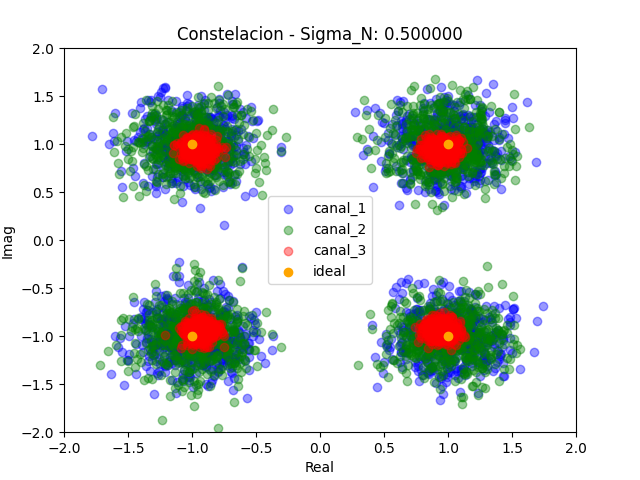 Constelacion - Sigma_N: 0.500000
2.0
1.5
1.0
0.5
0.0
−0.5
−1.0
−1.5
−2.0
Imag
canal_1
canal_2
canal_3
ideal
−2.0 −1.5 −1.0 −0.5 0.0 0.5 1.0 1.5 2.0
Real